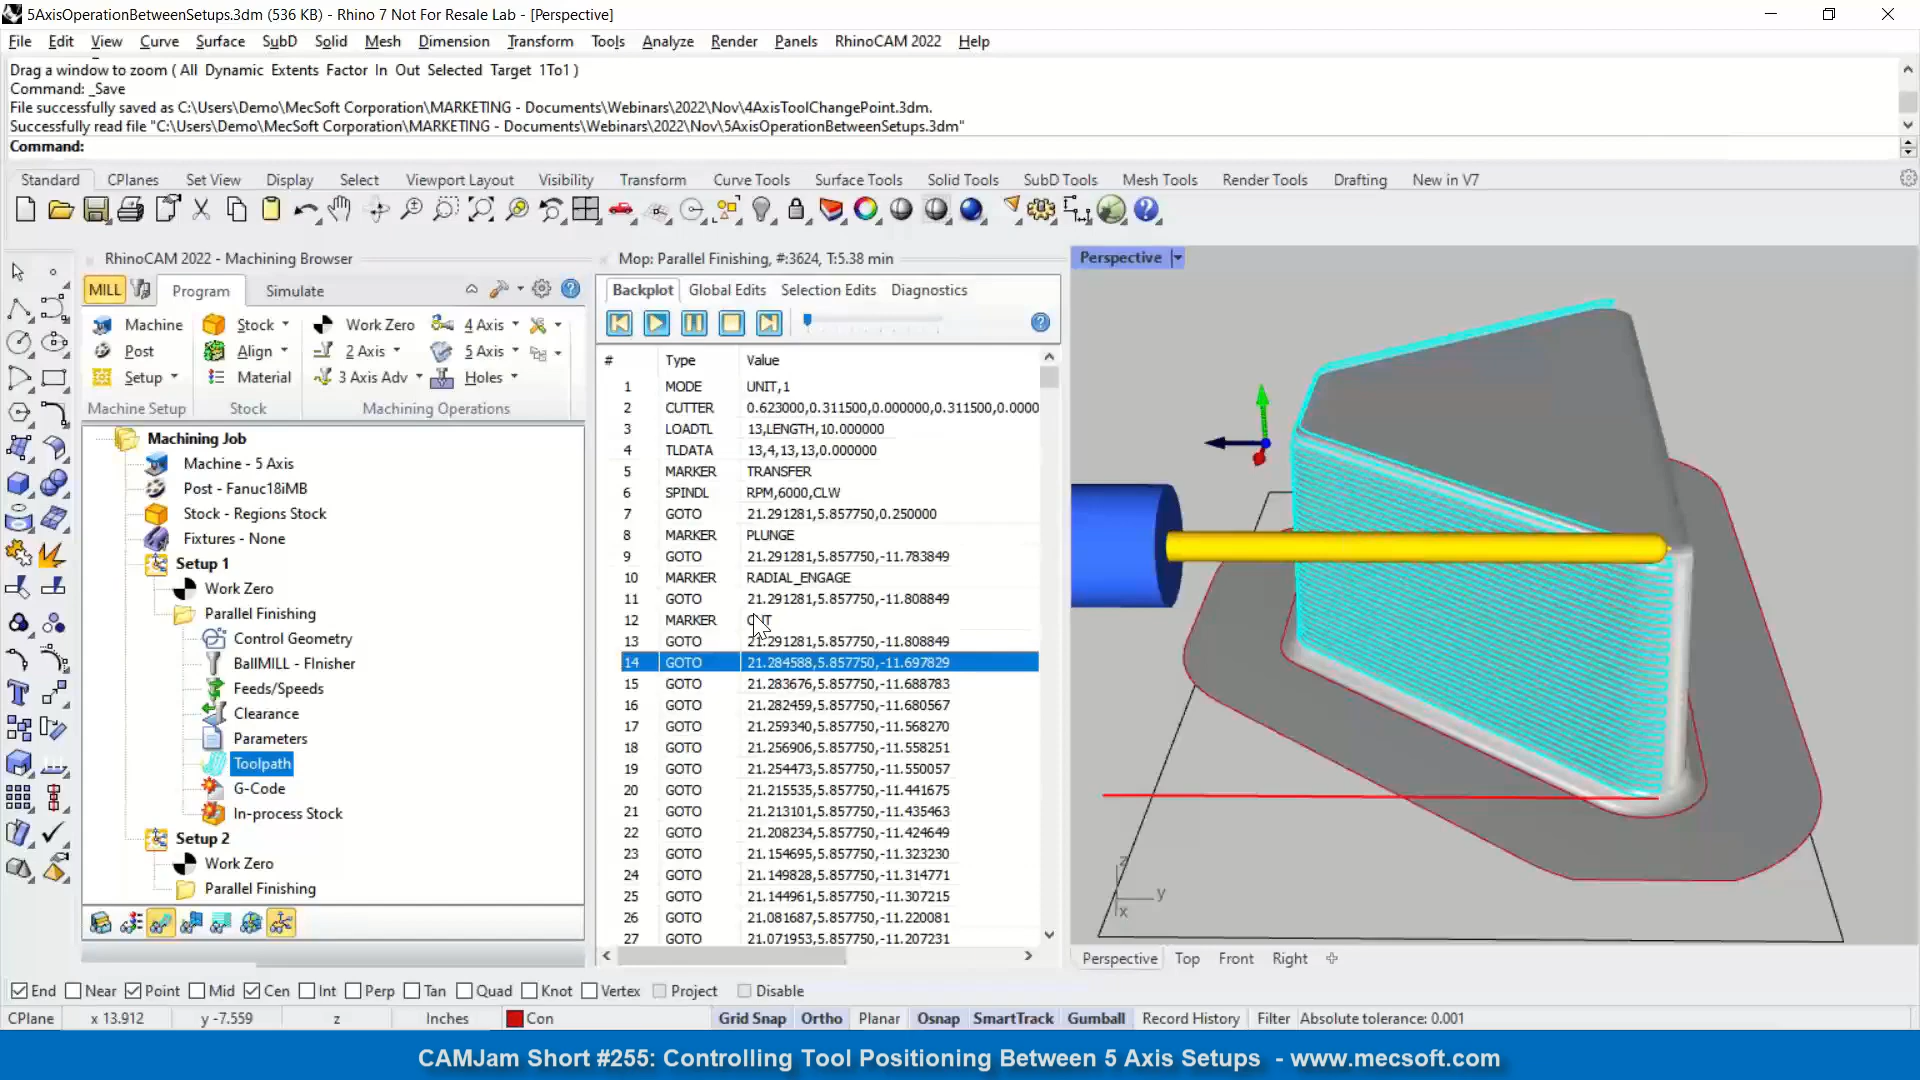 5AxisOperationBetweenSetups.3dm (536 KB) - Rhino 7 Not For Resale Lab - [Perspective]
File Edit View Curve Surface SubD Solid Mesh Dimension Transform Tools Analyze Render Panels RhinoCAM 2022 Help
Drag a window to zoom ( All Dynamic Extents Factor In Out Selected Target 1To1 )
Command: _Save
File successfully saved as C:\Users\Demo\MecSoft Corporation\MARKETING - Documents\Webinars\2022\Nov\4AxisToolChangePoint.3dm.
Successfully read file "C:\Users\Demo\MecSoft Corporation\MARKETING - Documents\Webinars\2022\Nov\5AxisOperationBetweenSetups.3dm"
Command:
Standard CPlanes Set View Display Select Viewport Layout Visibility Transform Curve Tools Surface Tools Solid Tools SubD Tools Mesh Tools Render Tools Drafting New in V7
RhinoCAM 2022 - Machining Browser
MILL Program Simulate
Machine Stock Work Zero 4 Axis
Post Align 2 Axis 5 Axis
Setup Material 3 Axis Adv Holes
Machine Setup Stock Machining Operations
Machining Job
Machine - 5 Axis
Post - Fanuc18iMB
Stock - Regions Stock
Fixtures - None
Setup 1
Work Zero
Parallel Finishing
Control Geometry
BallMILL - FInisher
Feeds/Speeds
Clearance
Parameters
Toolpath
G-Code
In-process Stock
Setup 2
Work Zero
Parallel Finishing
Mop: Parallel Finishing, #:3624, T:5.38 min
Backplot Global Edits Selection Edits Diagnostics
# Type Value
1 MODE UNIT,1
2 CUTTER 0.623000,0.311500,0.000000,0.311500,0.0000
3 LOADTL 13,LENGTH,10.000000
4 TLDATA 13,4,13,13,0.000000
5 MARKER TRANSFER
6 SPINDL RPM,6000,CLW
7 GOTO 21.291281,5.857750,0.250000
8 MARKER PLUNGE
9 GOTO 21.291281,5.857750,-11.783849
10 MARKER RADIAL_ENGAGE
11 GOTO 21.291281,5.857750,-11.808849
12 MARKER
13 GOTO 21.291281,5.857750,-11.808849
14 GOTO 21.284588,5.857750,-11.697829
15 GOTO 21.283676,5.857750,-11.688783
16 GOTO 21.282459,5.857750,-11.680567
17 GOTO 21.259340,5.857750,-11.568270
18 GOTO 21.256906,5.857750,-11.558251
19 GOTO 21.254473,5.857750,-11.550057
20 GOTO 21.215535,5.857750,-11.441675
21 GOTO 21.213101,5.857750,-11.435463
22 GOTO 21.208234,5.857750,-11.424649
23 GOTO 21.154695,5.857750,-11.323230
24 GOTO 21.149828,5.857750,-11.314771
25 GOTO 21.144961,5.857750,-11.307215
26 GOTO 21.081687,5.857750,-11.220081
27 GOTO 21.071953,5.857750,-11.207231
Perspective
z
y
x
Perspective Top Front Right
End Near Point Mid Cen Int Perp Tan Quad Knot Vertex Project Disable
CPlane x 13.912 y -7.559 z Inches Con Grid Snap Ortho Planar Osnap SmartTrack Gumball Record History Filter Absolute tolerance: 0.001
CAMJam Short #255: Controlling Tool Positioning Between 5 Axis Setups - www.mecsoft.com